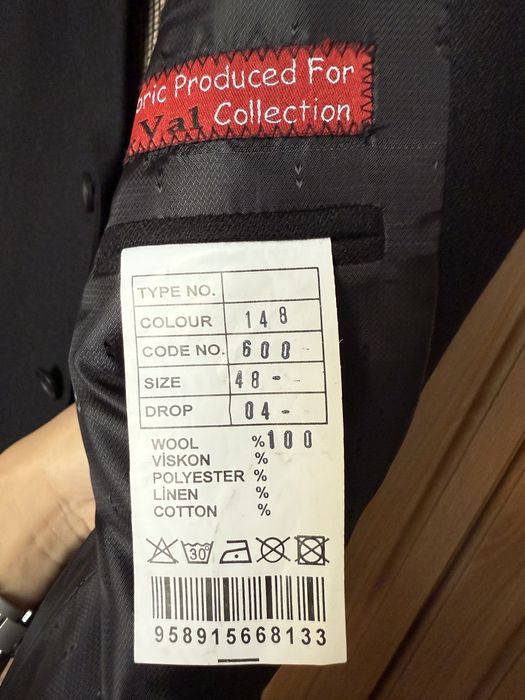 Produced For
Val Collection
TYPE NO.
COLOUR 148
CODE NO. 600
SIZE 48--
DROP 04-
WOOL %100
VİSKON %
POLYESTER %
LİNEN %
COTTON %
30°
958915668133